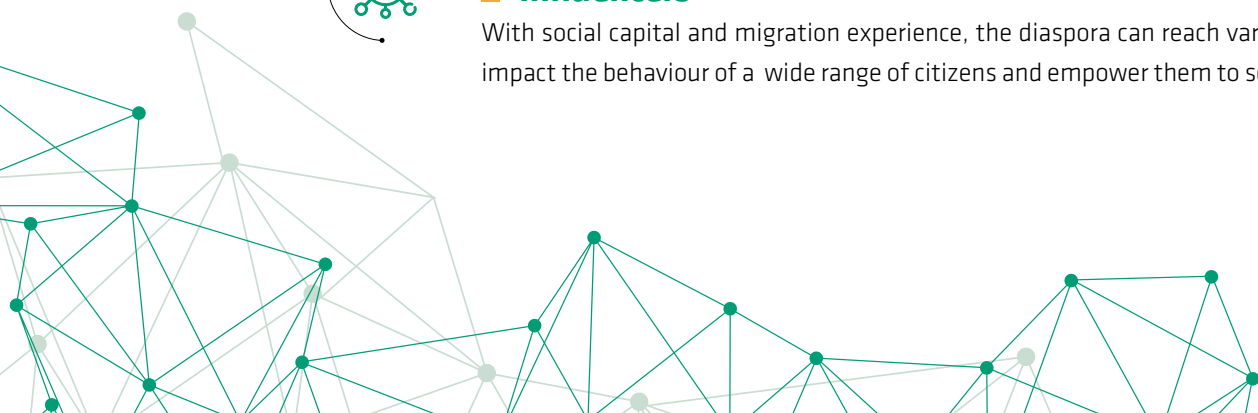 Influencers
With social capital and migration experience, the diaspora can reach
impact the behaviour of a wide range of citizens and empower them to